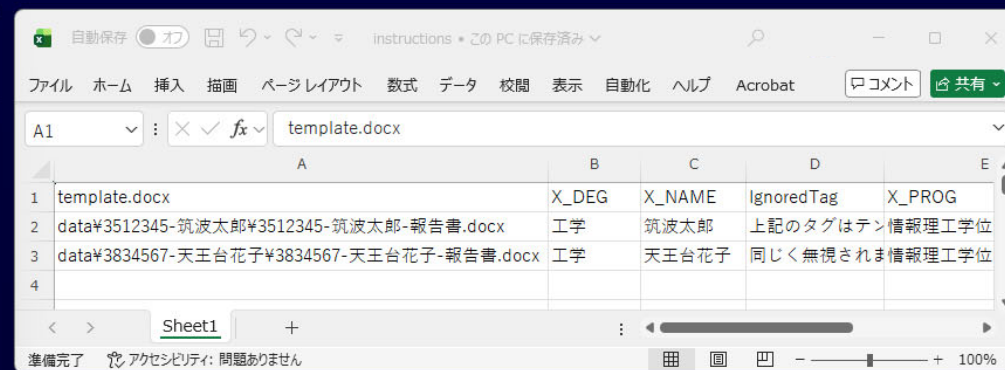 自動保存 オフ instructions • この PC に保存済み
ファイル ホーム 挿入 描画 ページ レイアウト 数式 データ 校閲 表示 自動化 ヘルプ Acrobat コメント 共有
A1 fx template.docx
A B C D E
1 template.docx X_DEG X_NAME IgnoredTag X_PROG
2 data¥3512345-筑波太郎¥3512345-筑波太郎-報告書.docx 工学 筑波太郎 上記のタグはテン 情報理工学位
3 data¥3834567-天王台花子¥3834567-天王台花子-報告書.docx 工学 天王台花子 同じく無視されま 情報理工学位
4
Sheet1
準備完了 アクセシビリティ: 問題ありません 100%